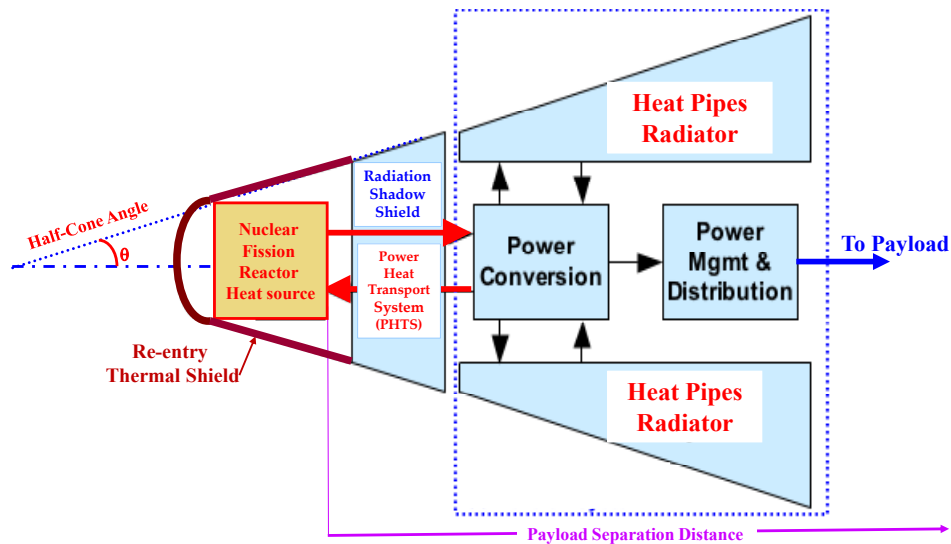 Heat Pipes
Radiator
Radiation
Shadow
Shield
Half-Cone Angle
θ
Nuclear
Fission
Reactor
Heat source
Power
Heat
Transport
System
(PHTS)
Power
Conversion
Power
Mgmt &
Distribution
To Payload
Re-entry
Thermal Shield
Heat Pipes
Radiator
Payload Separation Distance